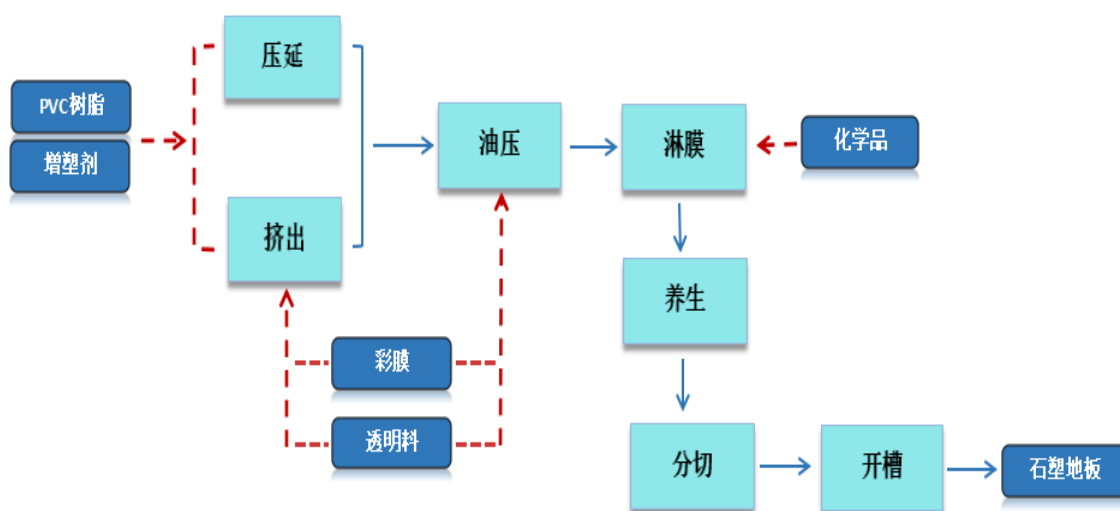 压延
PVC树脂
增塑剂
油压
淋膜
化学品
挤出
养生
彩膜
透明料
分切
开槽
石塑地板